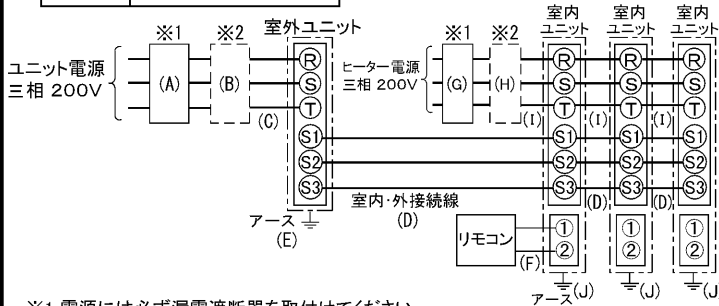 室内 室内 室内
※1 ※2 室外ユニット ※1 ※2 ユニット ユニット ユニット
ユニット電源
三相 200V
(A) (B) (C)
R
S
T
S1
S2
S3
ヒーター電源
三相 200V
(G) (H) (I) (I) (I)
R R R
S S S
T T T
S1 S1 S1
S2 S2 S2
S3 S3 S3
室内・外接続線
(D) (D) (D)
アース
(E)
リモコン
(F)
① ① ①
② ② ②
アース (J) (J) (J
※1 電源には必ず漏電遮断器を取付けてください